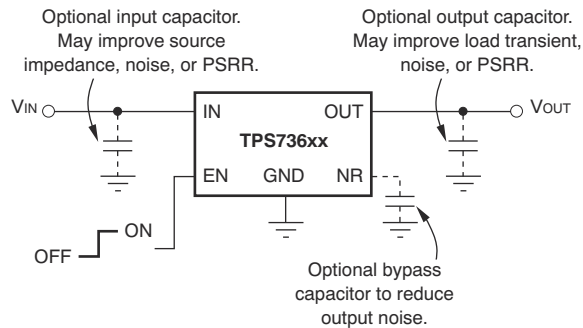 Optional input capacitor.
May improve source
impedance, noise, or PSRR.
Optional output capacitor.
May improve load transient,
noise, or PSRR.
VIN
IN
OUT
VOUT
TPS736xx
EN
GND
NR
OFF
ON
Optional bypass
capacitor to reduce
output noise.